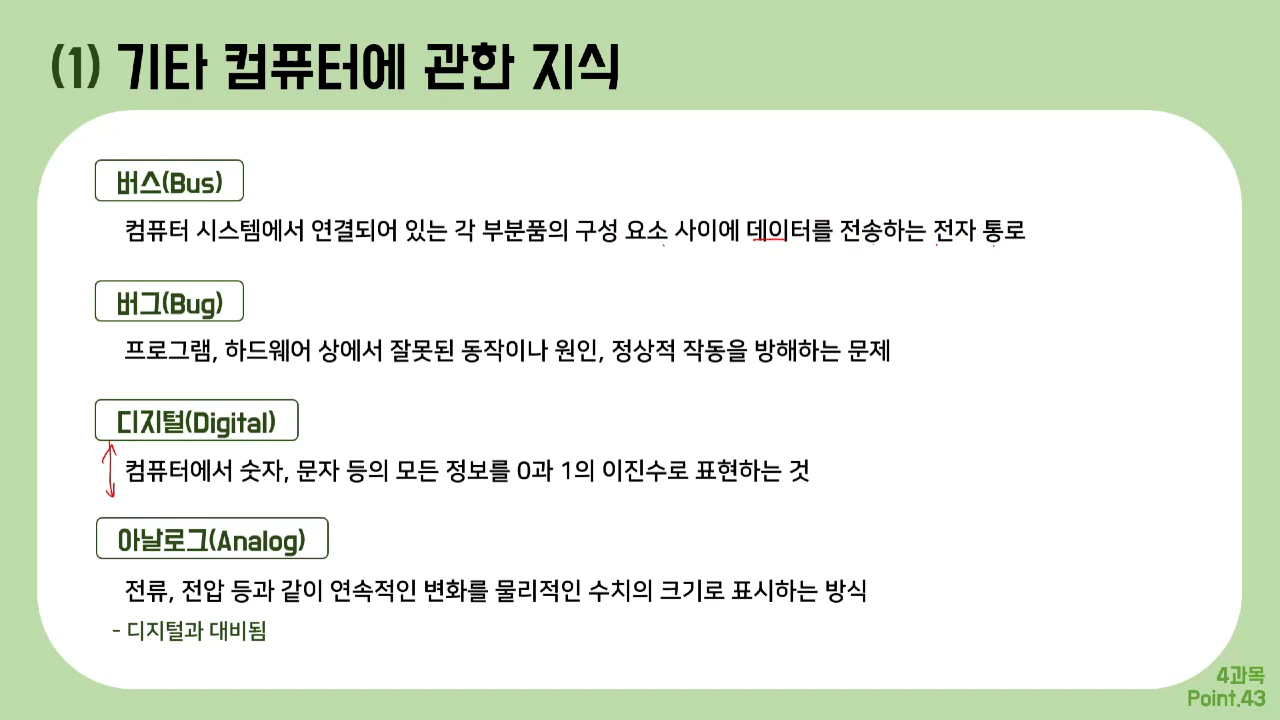 (1) 기타 컴퓨터에 관한 지식
버스(Bus)
컴퓨터 시스템에서 연결되어 있는 각 부분품의 구성 요소 사이에 데이터를 전송하는 전자 통로
버그(Bug)
프로그램, 하드웨어 상에서 잘못된 동작이나 원인, 정상적 작동을 방해하는 문제
디지털(Digital)
컴퓨터에서 숫자, 문자 등의 모든 정보를 0과 1의 이진수로 표현하는 것
아날로그(Analog)
전류, 전압 등과 같이 연속적인 변화를 물리적인 수치의 크기로 표시하는 방식
- 디지털과 대비됨
4과목
Point.43